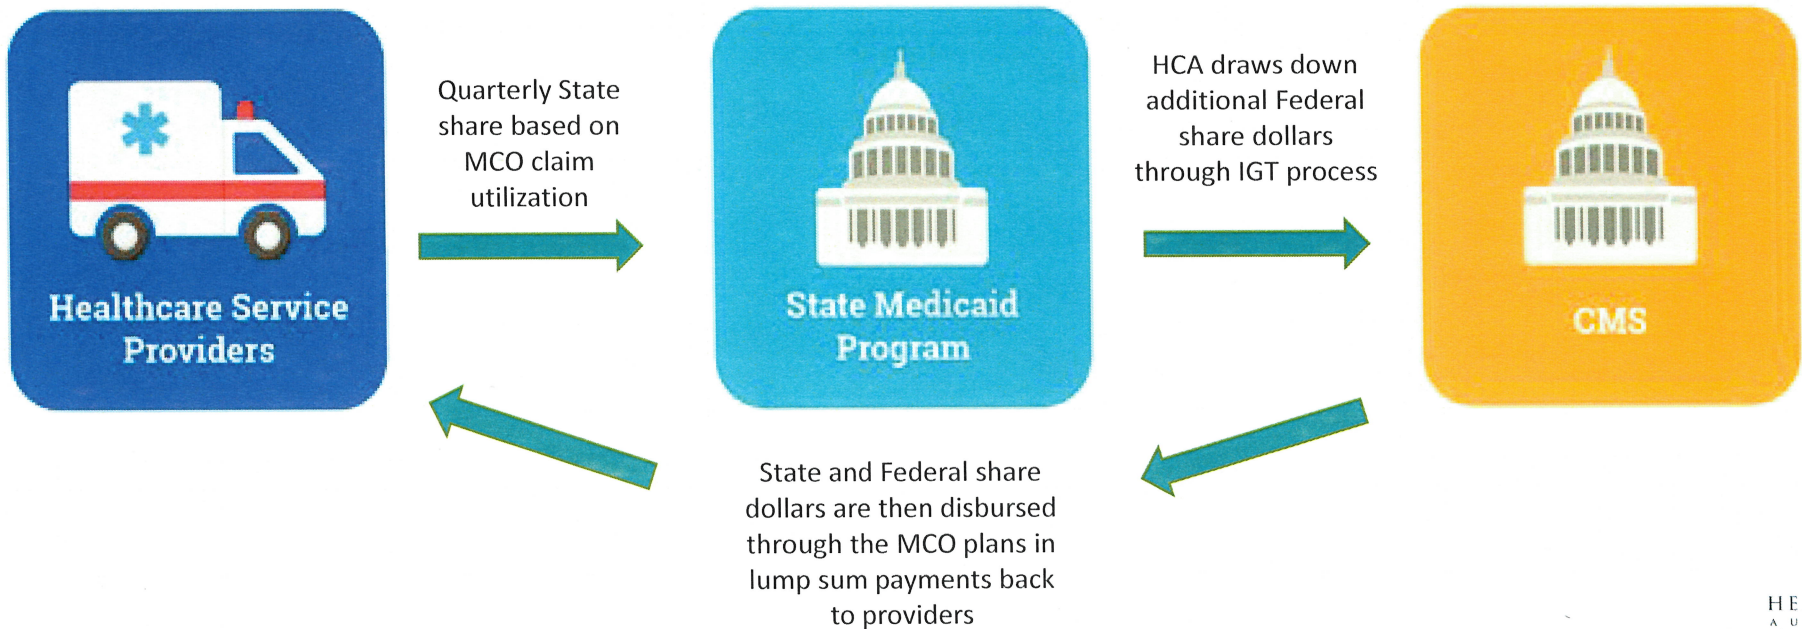 Quarterly State
share based on
MCO claim
utilization
HCA draws down
additional Federal
share dollars
through IGT process
Healthcare Service
Providers
State Medicaid
Program
CMS
State and Federal share
dollars are then disbursed
through the MCO plans in
lump sum payments back
to providers
H E
A U